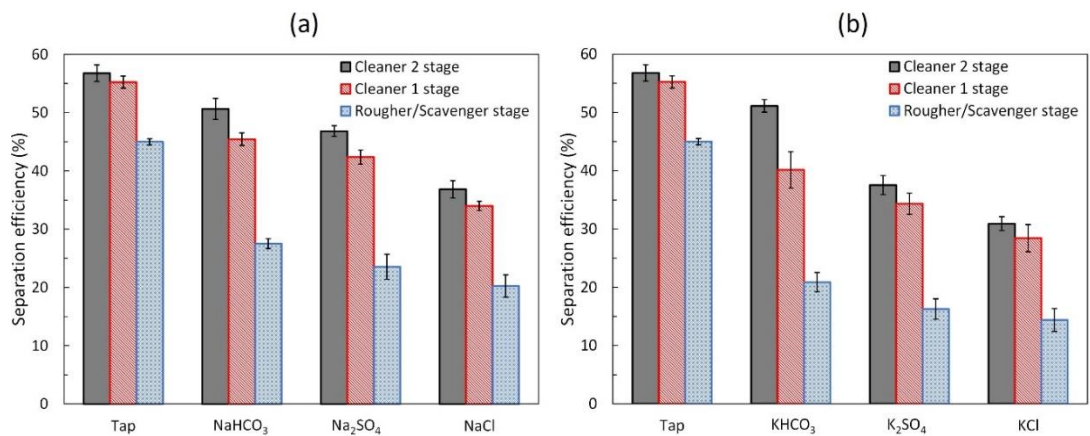 (a)
Separation efficiency (%)
60
50
40
30
20
10
0
Cleaner 2 stage
Cleaner 1 stage
Rougher/Scavenger stage
Tap NaHCO₃ Na₂SO₄ NaCl
(b)
Separation efficiency (%)
60
50
40
30
20
10
0
Cleaner 2 stage
Cleaner 1 stage
Rougher/Scavenger stage
Tap KHCO₃ K₂SO₄ KCl